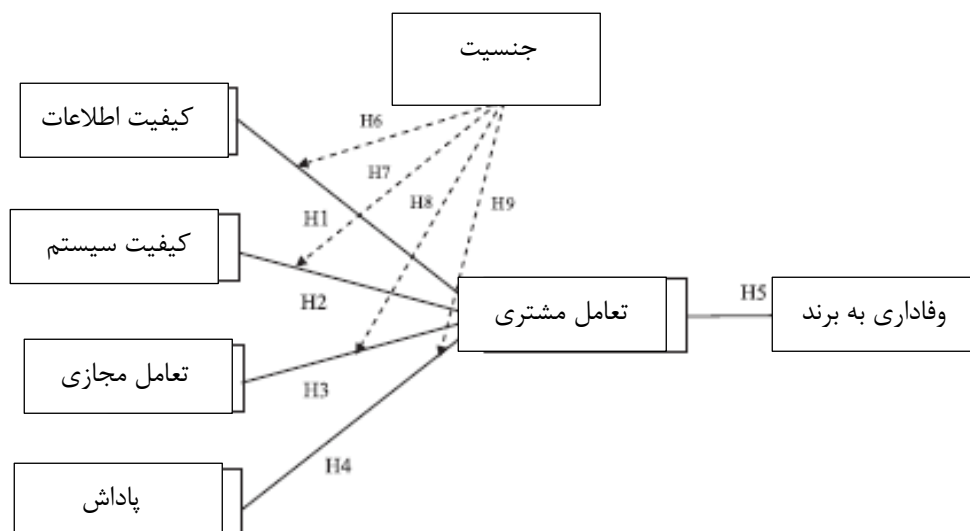 جنسیت
کیفیت اطلاعات
H6
H7
H8
H9
H1
کیفیت سیستم
H2
تعامل مشتری
H5
وفاداری به برند
تعامل مجازی
H3
H4
پاداش